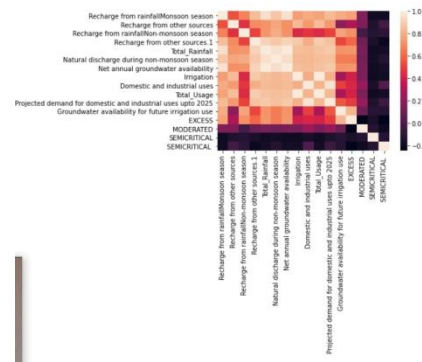 Recharge from rainfallMonsoon season
Recharge from other sources
Recharge from rainfallNon-monsoon season
Recharge from other sources.1
Total_Rainfall
Natural discharge during non-monsoon season
Net annual groundwater availability
Irrigation
Domestic and industrial uses
Total_Usage
Projected demand for domestic and industrial uses upto 2025
Groundwater availability for future irrigation use
EXCESS
MODERATED
SEMICRITICAL
SEMICRITICAL
Recharge from rainfallMonsoon season
Recharge from other sources
Recharge from rainfallNon-monsoon season
Recharge from other sources.1
Total_Rainfall
Natural discharge during non-monsoon season
Net annual groundwater availability
Irrigation
Domestic and industrial uses
Total_Usage
Projected demand for domestic and industrial uses upto 2025
Groundwater availability for future irrigation use
EXCESS
MODERATED
SEMICRITICAL
SEMICRITICAL
1.0
0.8
0.6
0.4
0.2
0.0